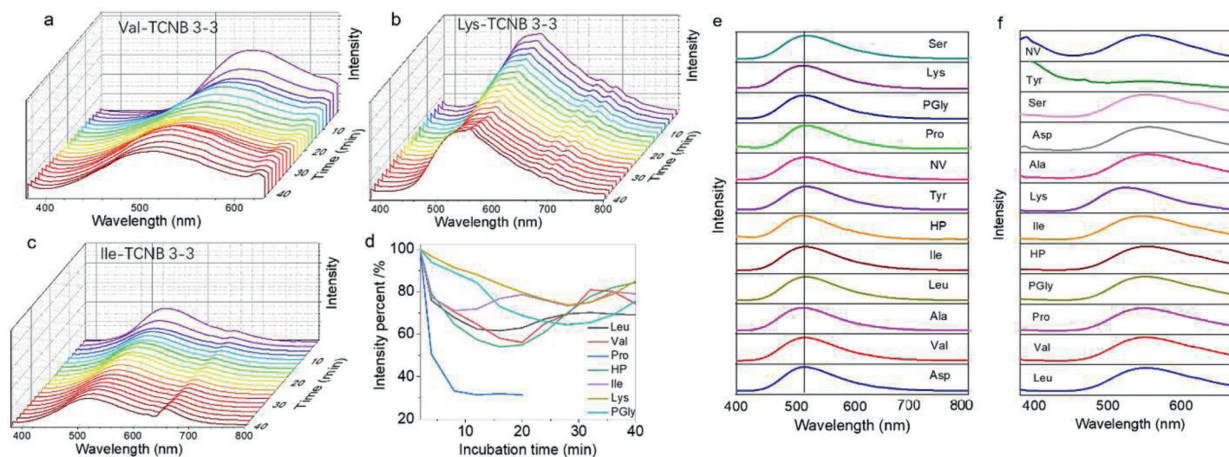 a
Val-TCNB 3-3
Intensity
10
20
30
40
Time (min)
400
500
600
Wavelength (nm)
b
Lys-TCNB 3-3
Intensity
10
20
30
40
Time (min)
400
500
600
700
800
Wavelength (nm)
c
Ile-TCNB 3-3
Intensity
10
20
30
40
Time (min)
400
500
600
700
800
Wavelength (nm)
d
100
80
60
40
20
Intensity percent /%
Leu
Val
Pro
HP
Ile
Lys
PGly
10
20
30
40
Incubation time (min)
e
Ser
Lys
PGly
Pro
NV
Tyr
HP
Ile
Leu
Ala
Val
Asp
Intensity
400
500
600
700
800
Wavelength (nm)
f
NV
Tyr
Ser
Asp
Ala
Lys
Ile
HP
PGly
Pro
Val
Leu
Intensity
400
500
600
Wavelength (nm)